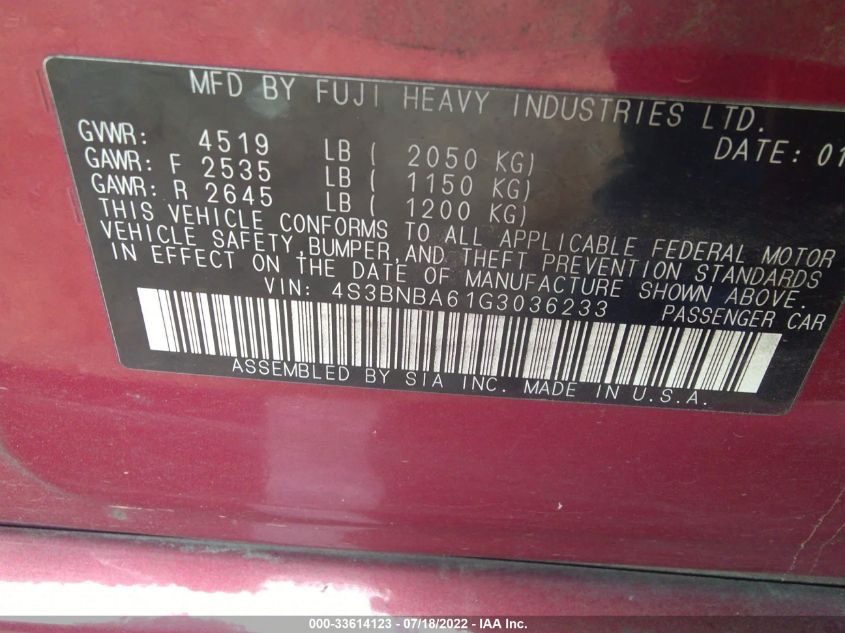 MFD BY FUJI HEAVY INDUSTRIES LTD.
GVWR: 4519 LB ( 2050 KG) DATE: 01
GAWR: F 2535 LB ( 1150 KG)
GAWR: R 2645 LB ( 1200 KG)
THIS VEHICLE CONFORMS TO ALL APPLICABLE FEDERAL MOTOR
VEHICLE SAFETY, BUMPER, AND THEFT PREVENTION STANDARDS
IN EFFECT ON THE DATE OF MANUFACTURE SHOWN ABOVE.
VIN: 4S3BNBA61G3036233 PASSENGER CAR
ASSEMBLED BY SIA INC. MADE IN U.S.A.
000-33614123 - 07/18/2022 - IAA Inc.